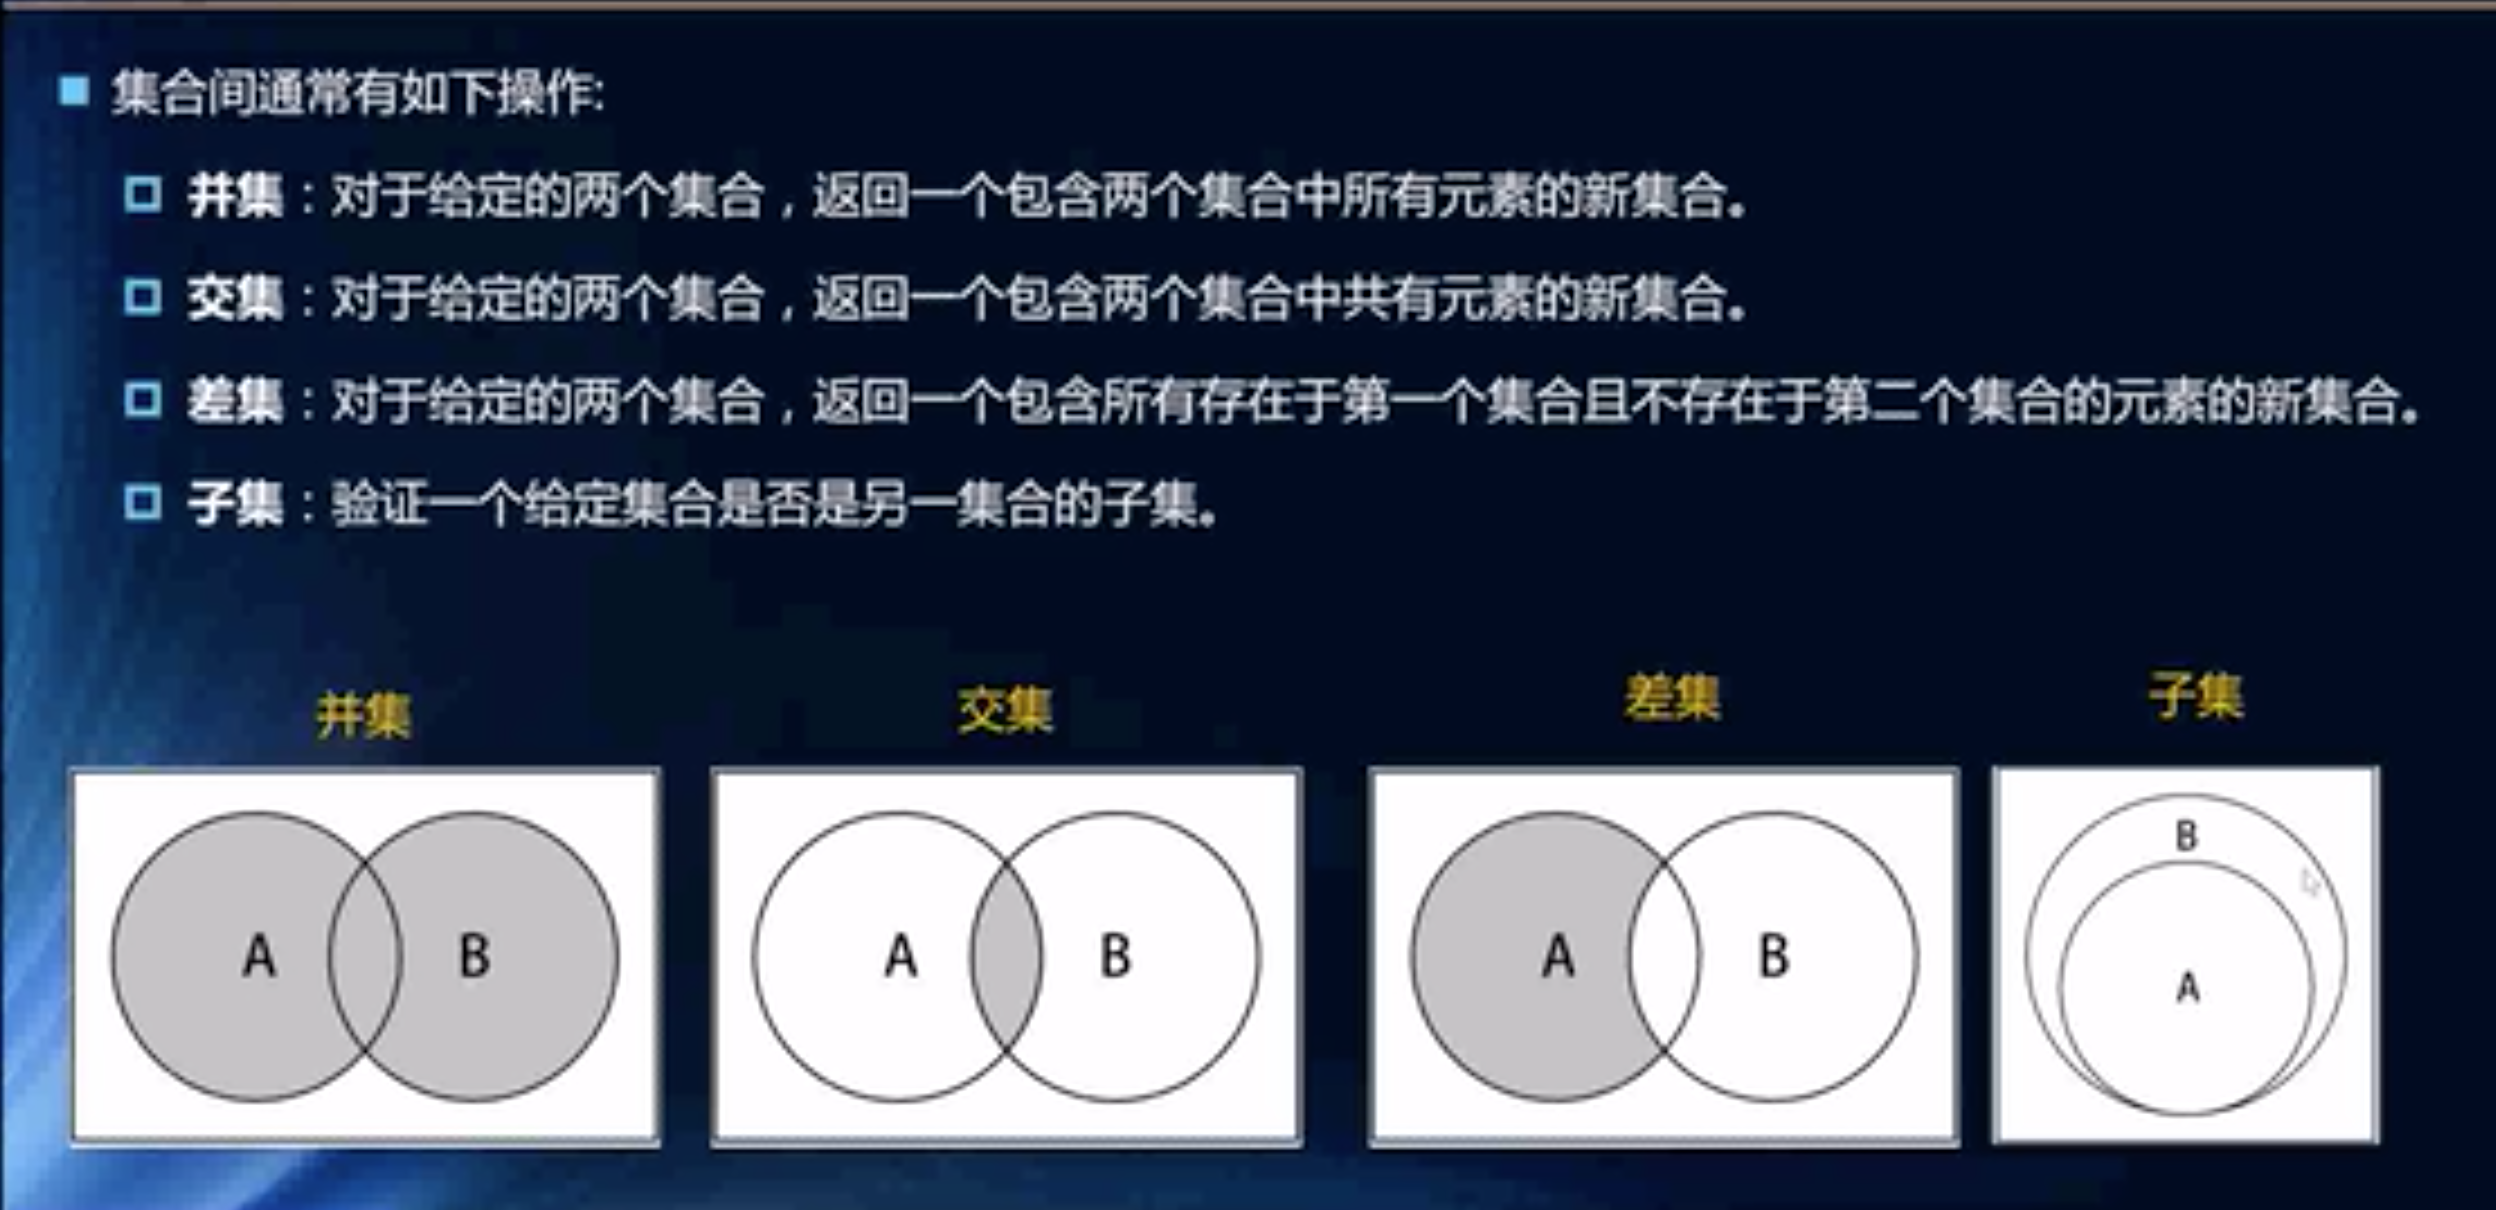 集合间通常有如下操作:
并集：对于给定的两个集合，返回一个包含两个集合中所有元素的新集合。
交集：对于给定的两个集合，返回一个包含两个集合中共有元素的新集合。
差集：对于给定的两个集合，返回一个包含所有存在于第一个集合且不存在于第二个集合的元素的新集合。
子集：验证一个给定集合是否是另一集合的子集。
并集 交集 差集 子集
A B A B A B B A